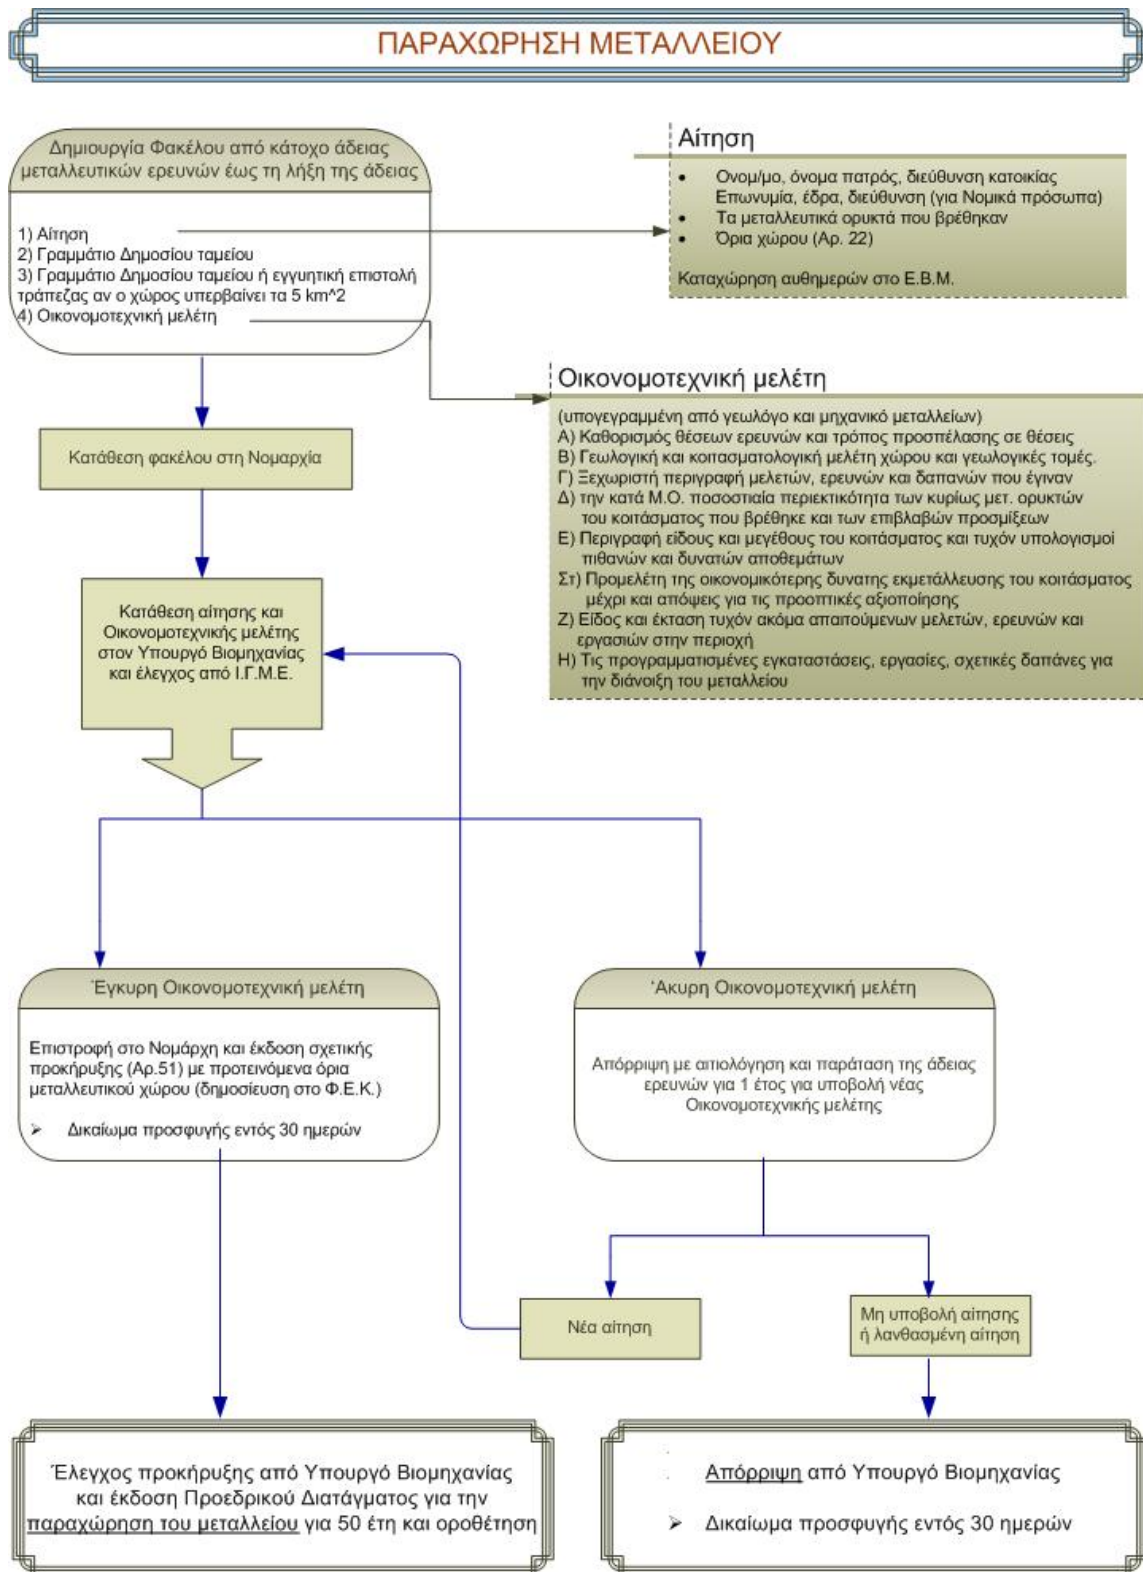 ΠΑΡΑΧΩΡΗΣΗ ΜΕΤΑΛΛΕΙΟΥ
Δημιουργία Φακέλου από κάτοχο άδειας
μεταλλευτικών ερευνών έως τη λήξη της άδειας
1) Αίτηση
2) Γραμμάτιο Δημοσίου ταμείου
3) Γραμμάτιο Δημοσίου ταμείου ή εγγυητική επιστολή
τράπεζας αν ο χώρος υπερβαίνει τα 5 km^2
4) Οικονομοτεχνική μελέτη
Αίτηση
• Ονομ/μο, όνομα πατρός, διεύθυνση κατοικίας
Επωνυμία, έδρα, διεύθυνση (για Νομικά πρόσωπα)
• Τα μεταλλευτικά ορυκτά που βρέθηκαν
• Όρια χώρου (Αρ. 22)
Καταχώρηση αυθημερών στο Ε.Β.Μ.
Οικονομοτεχνική μελέτη
(υπογεγραμμένη από γεωλόγο και μηχανικό μεταλλείων)
Α) Καθορισμός θέσεων ερευνών και τρόπος προσπέλασης σε θέσεις
Β) Γεωλογική και κοιτασματολογική μελέτη χώρου και γεωλογικές τομές.
Γ) Ξεχωριστή περιγραφή μελετών, ερευνών και δαπανών που έγιναν
Δ) την κατά Μ.Ο. ποσοστιαία περιεκτικότητα των κυρίως μετ. ορυκτών
του κοιτάσματος που βρέθηκε και των επιβλαβών προσμίξεων
Ε) Περιγραφή είδους και μεγέθους του κοιτάσματος και τυχόν υπολογισμοί
πιθανών και δυνατών αποθεμάτων
Στ) Προμελέτη της οικονομικότερης δυνατης εκμετάλλευσης του κοιτάσματος
μέχρι και απόψεις για τις προοπτικές αξιοποίησης
Ζ) Είδος και έκταση τυχόν ακόμα απαιτούμενων μελετών, ερευνών και
εργασιών στην περιοχή
Η) Τις προγραμματισμένες εγκαταστάσεις, εργασίες, σχετικές δαπάνες για
την διάνοιξη του μεταλλείου
Κατάθεση φακέλου στη Νομαρχία
Κατάθεση αίτησης και
Οικονομοτεχνικής μελέτης
στον Υπουργό Βιομηχανίας
και έλεγχος από Ι.Γ.Μ.Ε.
Έγκυρη Οικονομοτεχνική μελέτη
Επιστροφή στο Νομάρχη και έκδοση σχετικής
προκήρυξης (Αρ.51) με προτεινόμενα όρια
μεταλλευτικού χώρου (δημοσίευση στο Φ.Ε.Κ.)
➢ Δικαίωμα προσφυγής εντός 30 ημερών
Άκυρη Οικονομοτεχνική μελέτη
Απόρριψη με αιτιολόγηση και παράταση της άδειας
ερευνών για 1 έτος για υποβολή νέας
Οικονομοτεχνικής μελέτης
Νέα αίτηση
Μη υποβολή αίτησης
ή λανθασμένη αίτηση
Έλεγχος προκήρυξης από Υπουργό Βιομηχανίας
και έκδοση Προεδρικού Διατάγματος για την
παραχώρηση του μεταλλείου για 50 έτη και οροθέτηση
Απόρριψη από Υπουργό Βιομηχανίας
➢ Δικαίωμα προσφυγής εντός 30 ημερών